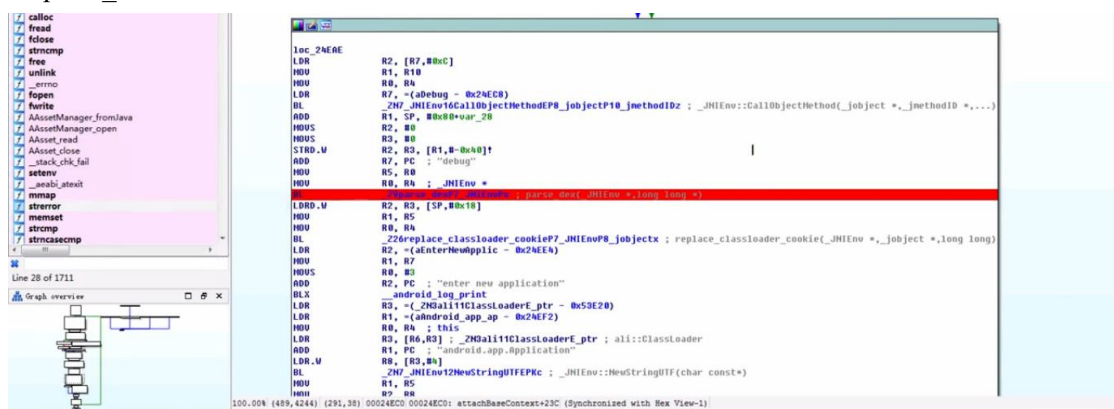 calloc
fread
fclose
strncmp
free
unlink
__errno
fopen
fwrite
AAssetManager_fromJava
AAssetManager_open
AAsset_read
AAsset_close
__stack_chk_fail
setenv
__aeabi_atexit
mmap
strerror
memset
strcmp
strncasecmp
Line 28 of 1711
Graph overview
loc_24EAE
LDR R2, [R7,#0xC]
MOV R1, R10
MOV R0, R4
LDR R7, =(aDebug - 0x24EC8)
BL _ZN7_JNIEnv16CallObjectMethodEP8_jobjectP10_jmethodIDz ; _JNIEnv::CallObjectMethod(_jobject *,_jmethodID *,...)
ADD R1, SP, #0x80+var_28
MOVS R2, #0
MOVS R3, #0
STRD.W R2, R3, [R1,#-0x40]!
ADD R7, PC ; "debug"
MOV R5, R0
MOV R0, R4 ; _JNIEnv *
BL _Z9parse_dexP7_JNIEnvPx ; parse_dex(_JNIEnv *,long long *)
LDRD.W R2, R3, [SP,#0x18]
MOV R1, R5
MOV R0, R4
BL _Z26replace_classloader_cookieP7_JNIEnvP8_jobjectx ; replace_classloader_cookie(_JNIEnv *,_jobject *,long long)
LDR R2, =(aEnterNewApplic - 0x24EE4)
MOV R1, R7
MOVS R0, #3
ADD R2, PC ; "enter new application"
BLX __android_log_print
LDR R3, =(_ZN3ali11ClassLoaderE_ptr - 0x53E20)
LDR R1, =(aAndroid_app_ap - 0x24EF2)
MOV R0, R4 ; this
LDR R3, [R6,R3] ; _ZN3ali11ClassLoaderE_ptr ; ali::ClassLoader
ADD R1, PC ; "android.app.Application"
LDR.W R8, [R3,#4]
BL _ZN7_JNIEnv12NewStringUTFEPKc ; _JNIEnv::NewStringUTF(char const*)
MOV R1, R5
MOV R2, R8
100.00% (489,4244) (291,38) 00024EC0 00024EC0: attachBaseContext+23C (Synchronized with Hex View-1)